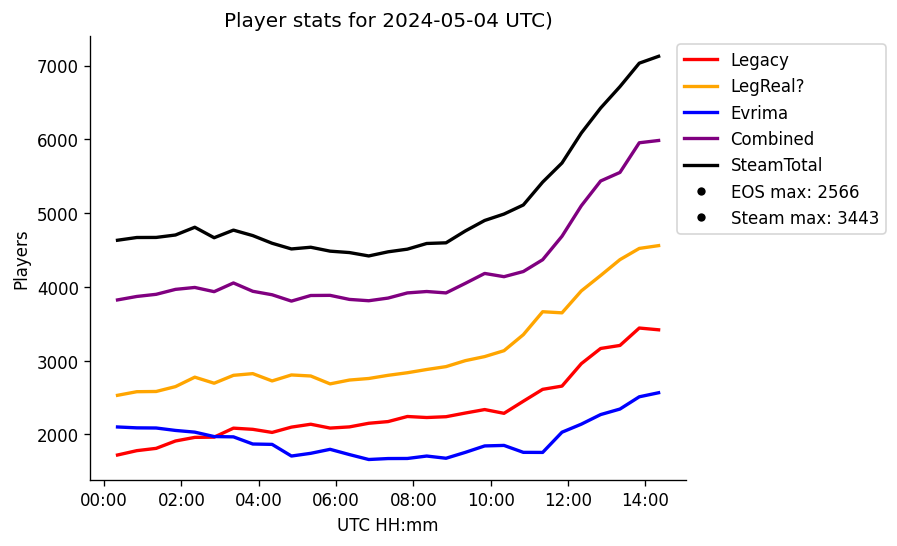 Player stats for 2024-05-04 UTC)
7000
6000
5000
4000
3000
2000
Players
00:00 02:00 04:00 06:00 08:00 10:00 12:00 14:00
UTC HH:mm
Legacy
LegReal?
Evrima
Combined
SteamTotal
EOS max: 2566
Steam max: 3443